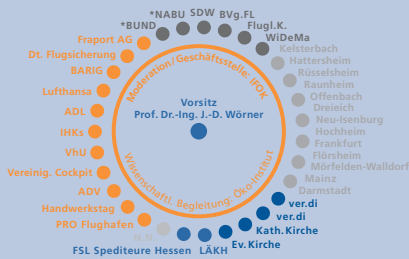 *NABU
SDW
BVg.FL
*BUND
Flugl.K.
Fraport AG
WiDeMa
Kelsterbach
Dt. Flugsicherung
Hattersheim
BARIG
Rüsselsheim
Raunheim
Lufthansa
Offenbach
Dreieich
ADL
Neu-Isenburg
IHKs
Hochheim
Frankfurt
VhU
Flörsheim
Mörfelden-Walldorf
Vereinig. Cockpit
Mainz
ADV
Darmstadt
Handwerkstag
ver.di
PRO Flughafen
ver.di
N.N.
Kath.Kirche
FSL Spediteure Hessen
LÄKH
Ev.Kirche
Moderation/Geschäftsstelle: IFOK
Vorsitz
Prof. Dr.-Ing. J.-D. Wörner
Wissenschaftl. Begleitung: Öko-Institut